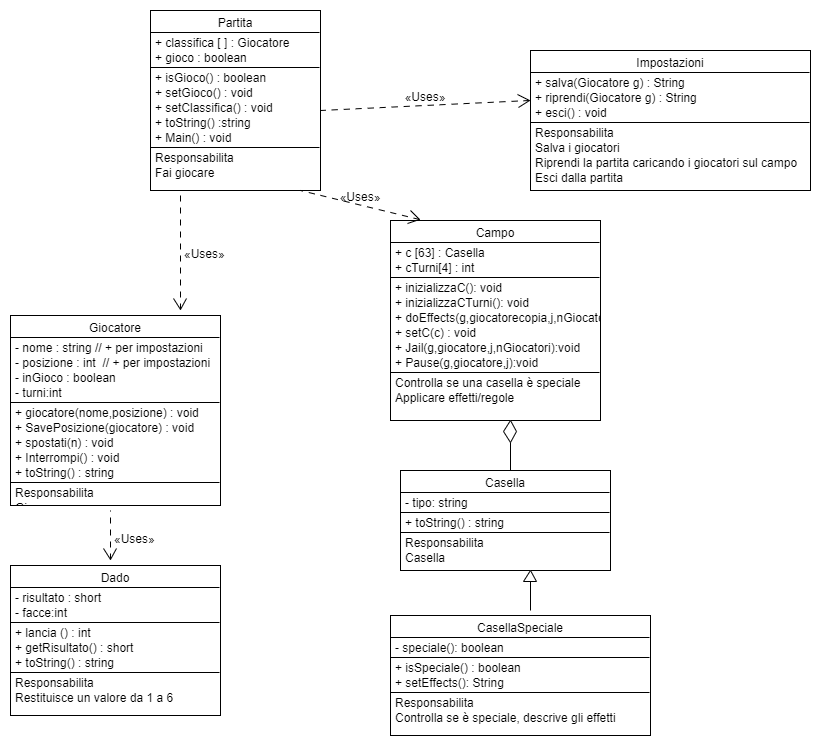 Partita
+ classifica [ ] : Giocatore
+ gioco : boolean
+ isGioco() : boolean
+ setGioco() : void
+ setClassifica() : void
+ toString() :string
+ Main() : void
Responsabilita
Fai giocare
«Uses»
Impostazioni
+ salva(Giocatore g) : String
+ riprendi(Giocatore g) : String
+ esci() : void
Responsabilita
Salva i giocatori
Riprendi la partita caricando i giocatori sul campo
Esci dalla partita
«Uses»
«Uses»
Campo
+ c [63] : Casella
+ cTurni[4] : int
+ inizializzaC(): void
+ inizializzaCTurni(): void
+ doEffects(g,giocatorecopia,j,nGiocate
+ setC(c) : void
+ Jail(g,giocatore,j,nGiocatori):void
+ Pause(g,giocatore,j):void
Controlla se una casella è speciale
Applicare effetti/regole
Giocatore
- nome : string // + per impostazioni
- posizione : int  // + per impostazioni
- inGioco : boolean
- turni:int
+ giocatore(nome,posizione) : void
+ SavePosizione(giocatore) : void
+ spostati(n) : void
+ Interrompi() : void
+ toString() : string
Responsabilita
«Uses»
Casella
- tipo: string
+ toString() : string
Responsabilita
Casella
Dado
- risultato : short
- facce:int
+ lancia () : int
+ getRisultato() : short
+ toString() : string
Responsabilita
Restituisce un valore da 1 a 6
CasellaSpeciale
- speciale(): boolean
+ isSpeciale() : boolean
+ setEffects(): String
Responsabilita
Controlla se è speciale, descrive gli effetti